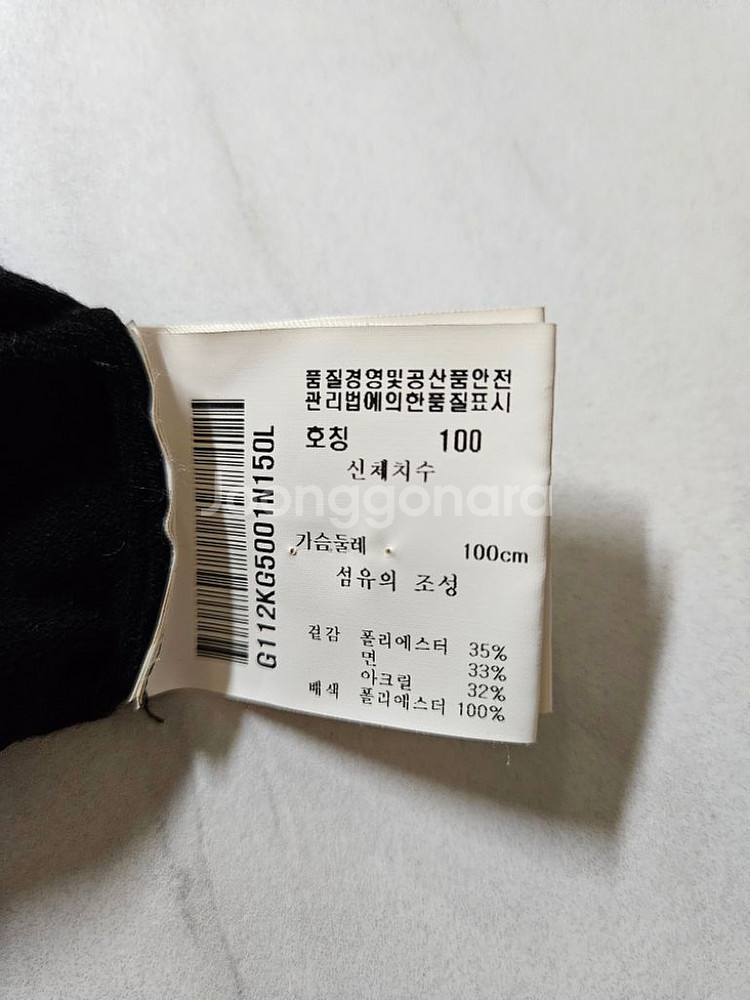 품질경영및공산품안전
관리법에의한품질표시
호칭 100
신체치수
가슴둘레 100cm
섬유의 조성
겉감 폴리에스터 35%
면 33%
아크릴 32%
배색 폴리애스터 100%
G112KG5001N150L
Joonggonara